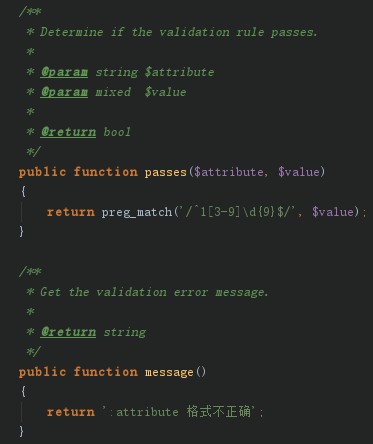 /**
 * Determine if the validation rule passes.
 *
 * @param string $attribute
 * @param mixed  $value
 *
 * @return bool
 */
public function passes($attribute, $value)
{
    return preg_match('/^1[3-9]\d{9}$/', $value);
}

/**
 * Get the validation error message.
 *
 * @return string
 */
public function message()
{
    return ':attribute 格式不正确';
}